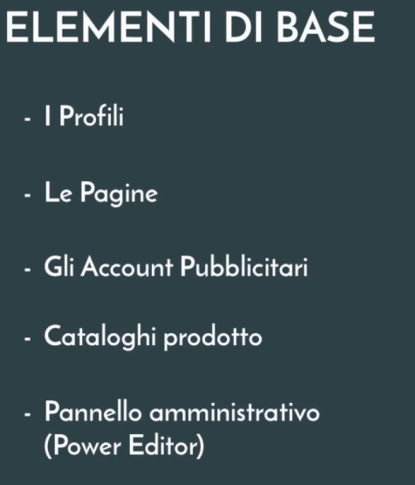 ELEMENTI DI BASE
- I Profili
- Le Pagine
- Gli Account Pubblicitari
- Cataloghi prodotto
- Pannello amministrativo
(Power Editor)